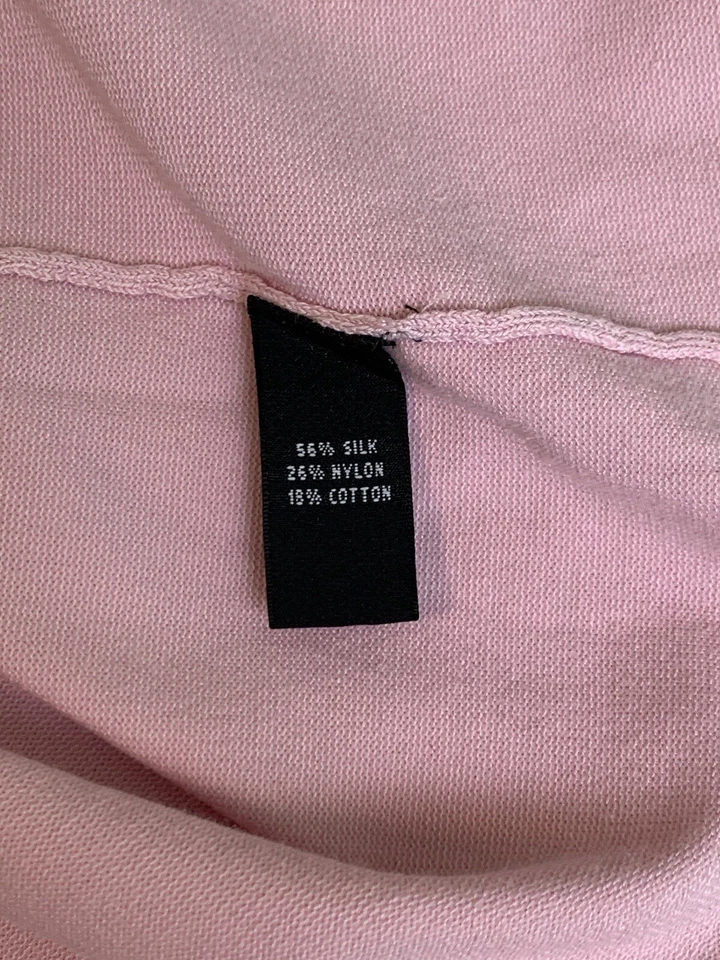 56% SILK
26% NYLON
18% COTTON